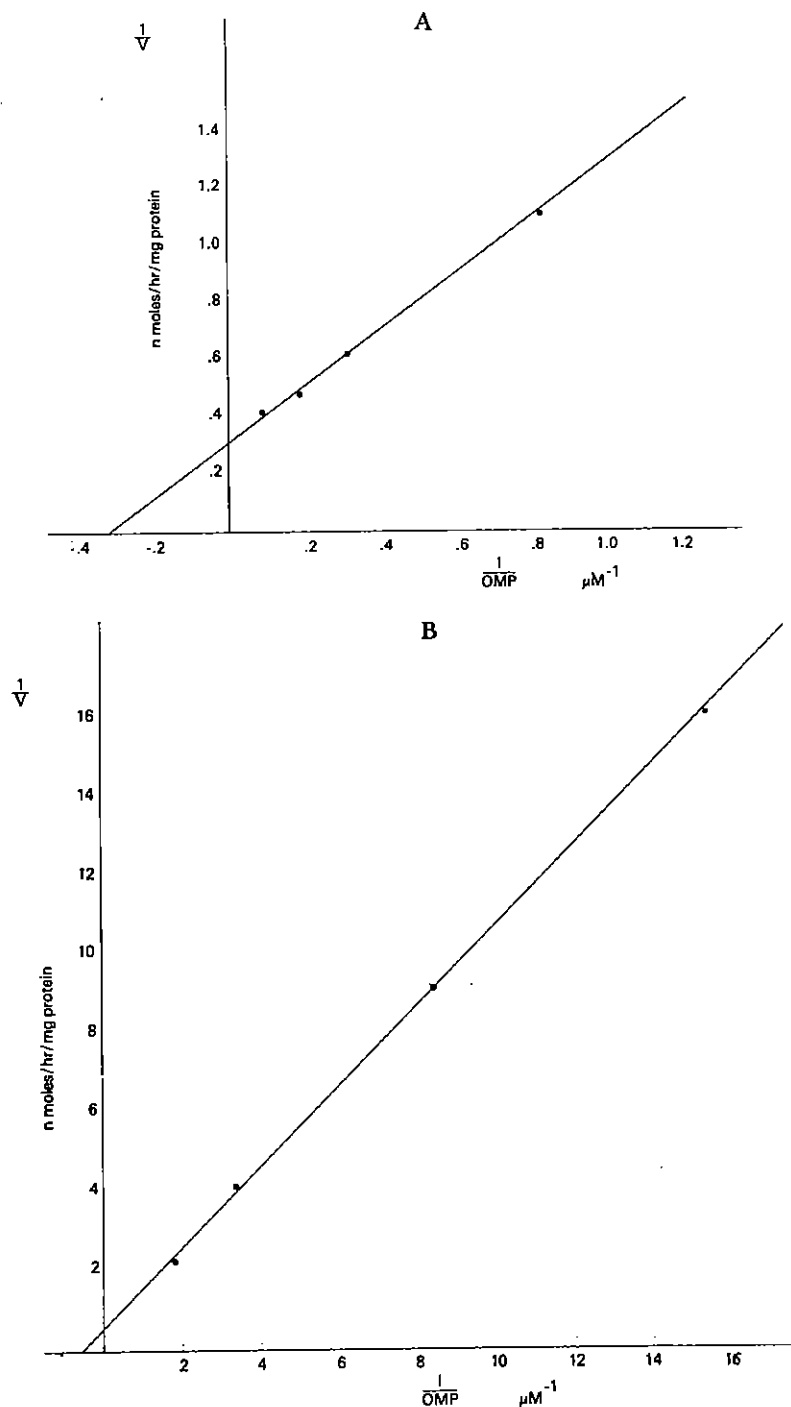 A
1
V
n moles/hr/mg protein
1.4
1.2
1.0
.8
.6
.4
.2
-.4 -.2 .2 .4 .6 .8 1.0 1.2
1
OMP
μM-1
B
1
V
n moles/hr/mg protein
16
14
12
10
8
6
4
2
2 4 6 8 10 12 14 16
1
OMP
μM-1